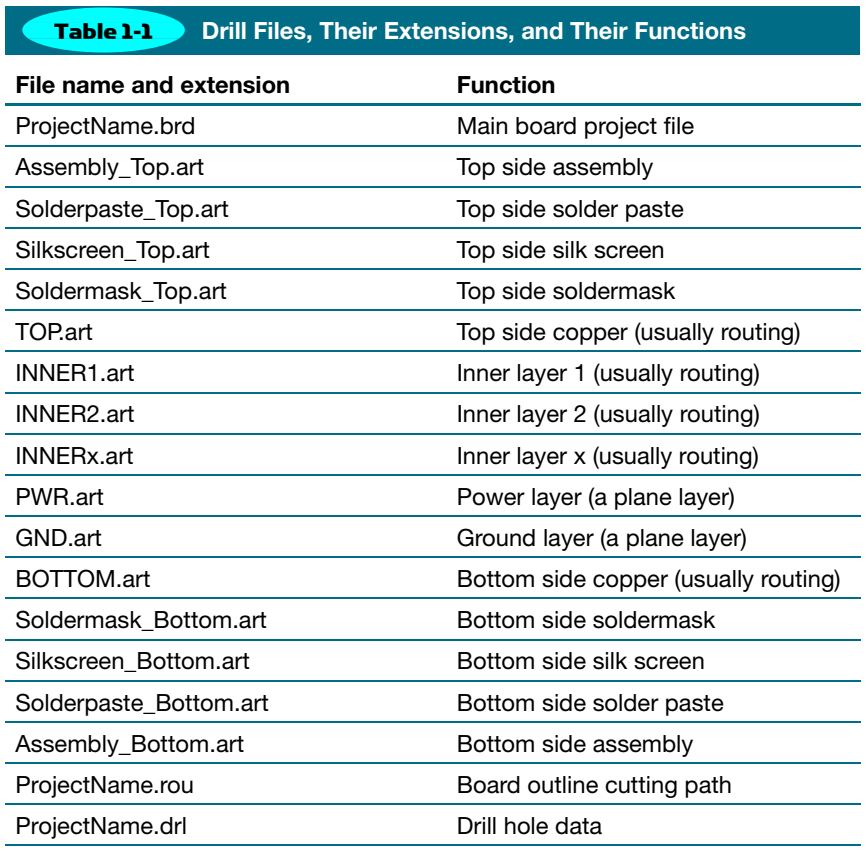 Table 1-1 Drill Files, Their Extensions, and Their Functions
File name and extension Function
ProjectName.brd Main board project file
Assembly_Top.art Top side assembly
Solderpaste_Top.art Top side solder paste
Silkscreen_Top.art Top side silk screen
Soldermask_Top.art Top side soldermask
TOP.art Top side copper (usually routing)
INNER1.art Inner layer 1 (usually routing)
INNER2.art Inner layer 2 (usually routing)
INNERx.art Inner layer x (usually routing)
PWR.art Power layer (a plane layer)
GND.art Ground layer (a plane layer)
BOTTOM.art Bottom side copper (usually routing)
Soldermask_Bottom.art Bottom side soldermask
Silkscreen_Bottom.art Bottom side silk screen
Solderpaste_Bottom.art Bottom side solder paste
Assembly_Bottom.art Bottom side assembly
ProjectName.rou Board outline cutting path
ProjectName.drl Drill hole data